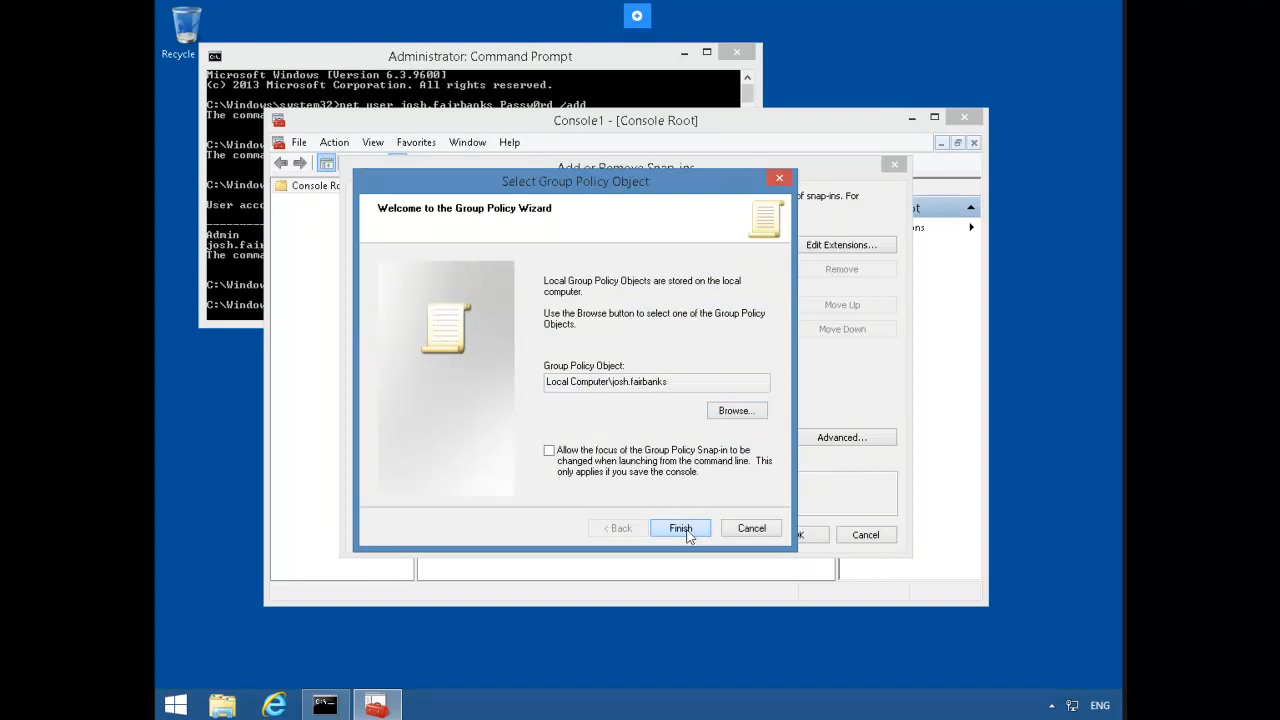 Recycle
Administrator: Command Prompt
Microsoft Windows [Version 6.3.9600]
(c) 2013 Microsoft Corporation. All rights reserved.
C:\Windows\system32>net user josh.fairbanks Passw0rd /add
The comma
C:\Windo
The comma
C:\Windo
User acco
Admin
josh.fair
The comma
C:\Windo
C:\Windo
Console1 - [Console Root]
File Action View Favorites Window Help
Console Ro
Add or Remove Snap-ins
of snap-ins. For
Edit Extensions...
Remove
Move Up
Move Down
Advanced...
OK
Cancel
ot
ons
Select Group Policy Object
Welcome to the Group Policy Wizard
Local Group Policy Objects are stored on the local
computer.
Use the Browse button to select one of the Group Policy
Objects.
Group Policy Object:
Local Computer\josh.fairbanks
Browse...
Allow the focus of the Group Policy Snap-in to be
changed when launching from the command line. This
only applies if you save the console.
< Back Finish Cancel
ENG